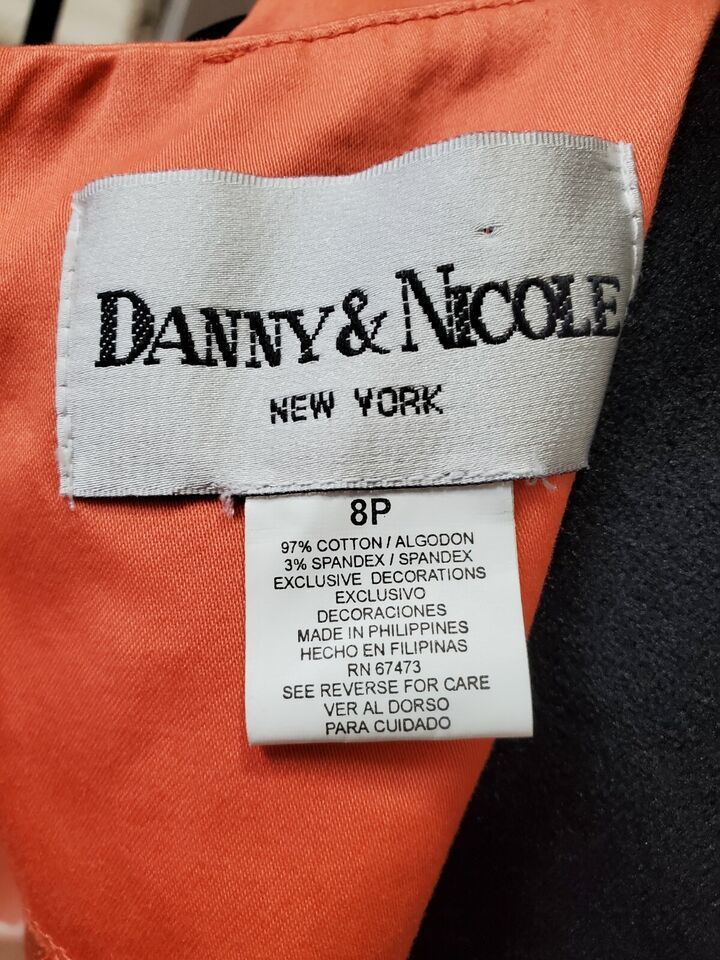 DANNY & NICOLE
NEW YORK
8P
97% COTTON / ALGODON
3% SPANDEX / SPANDEX
EXCLUSIVE DECORATIONS
EXCLUSIVO
DECORACIONES
MADE IN PHILIPPINES
HECHO EN FILIPINAS
RN 67473
SEE REVERSE FOR CARE
VER AL DORSO
PARA CUIDADO